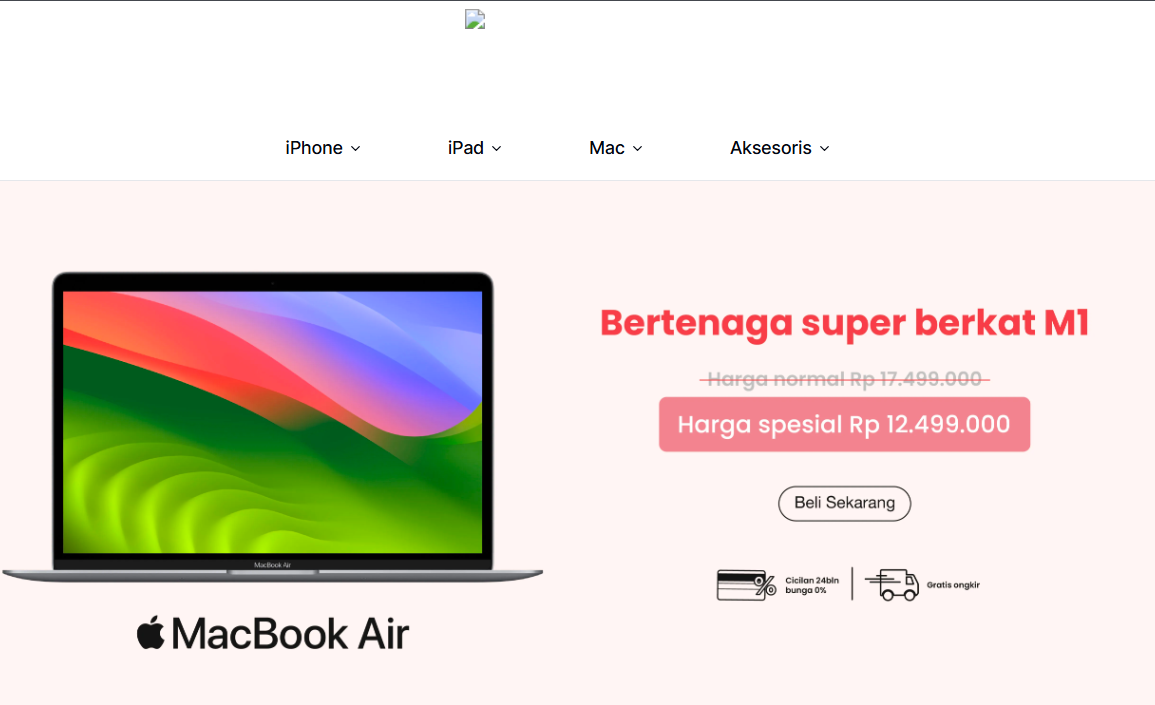 iPhone
iPad
Mac
Aksesoris
Bertenaga super berkat M1
Harga normal Rp 17.499.000
Harga spesial Rp 12.499.000
Beli Sekarang
Cicilan 24bln
bunga 0%
Gratis ongkir
MacBook Air
MacBook Air